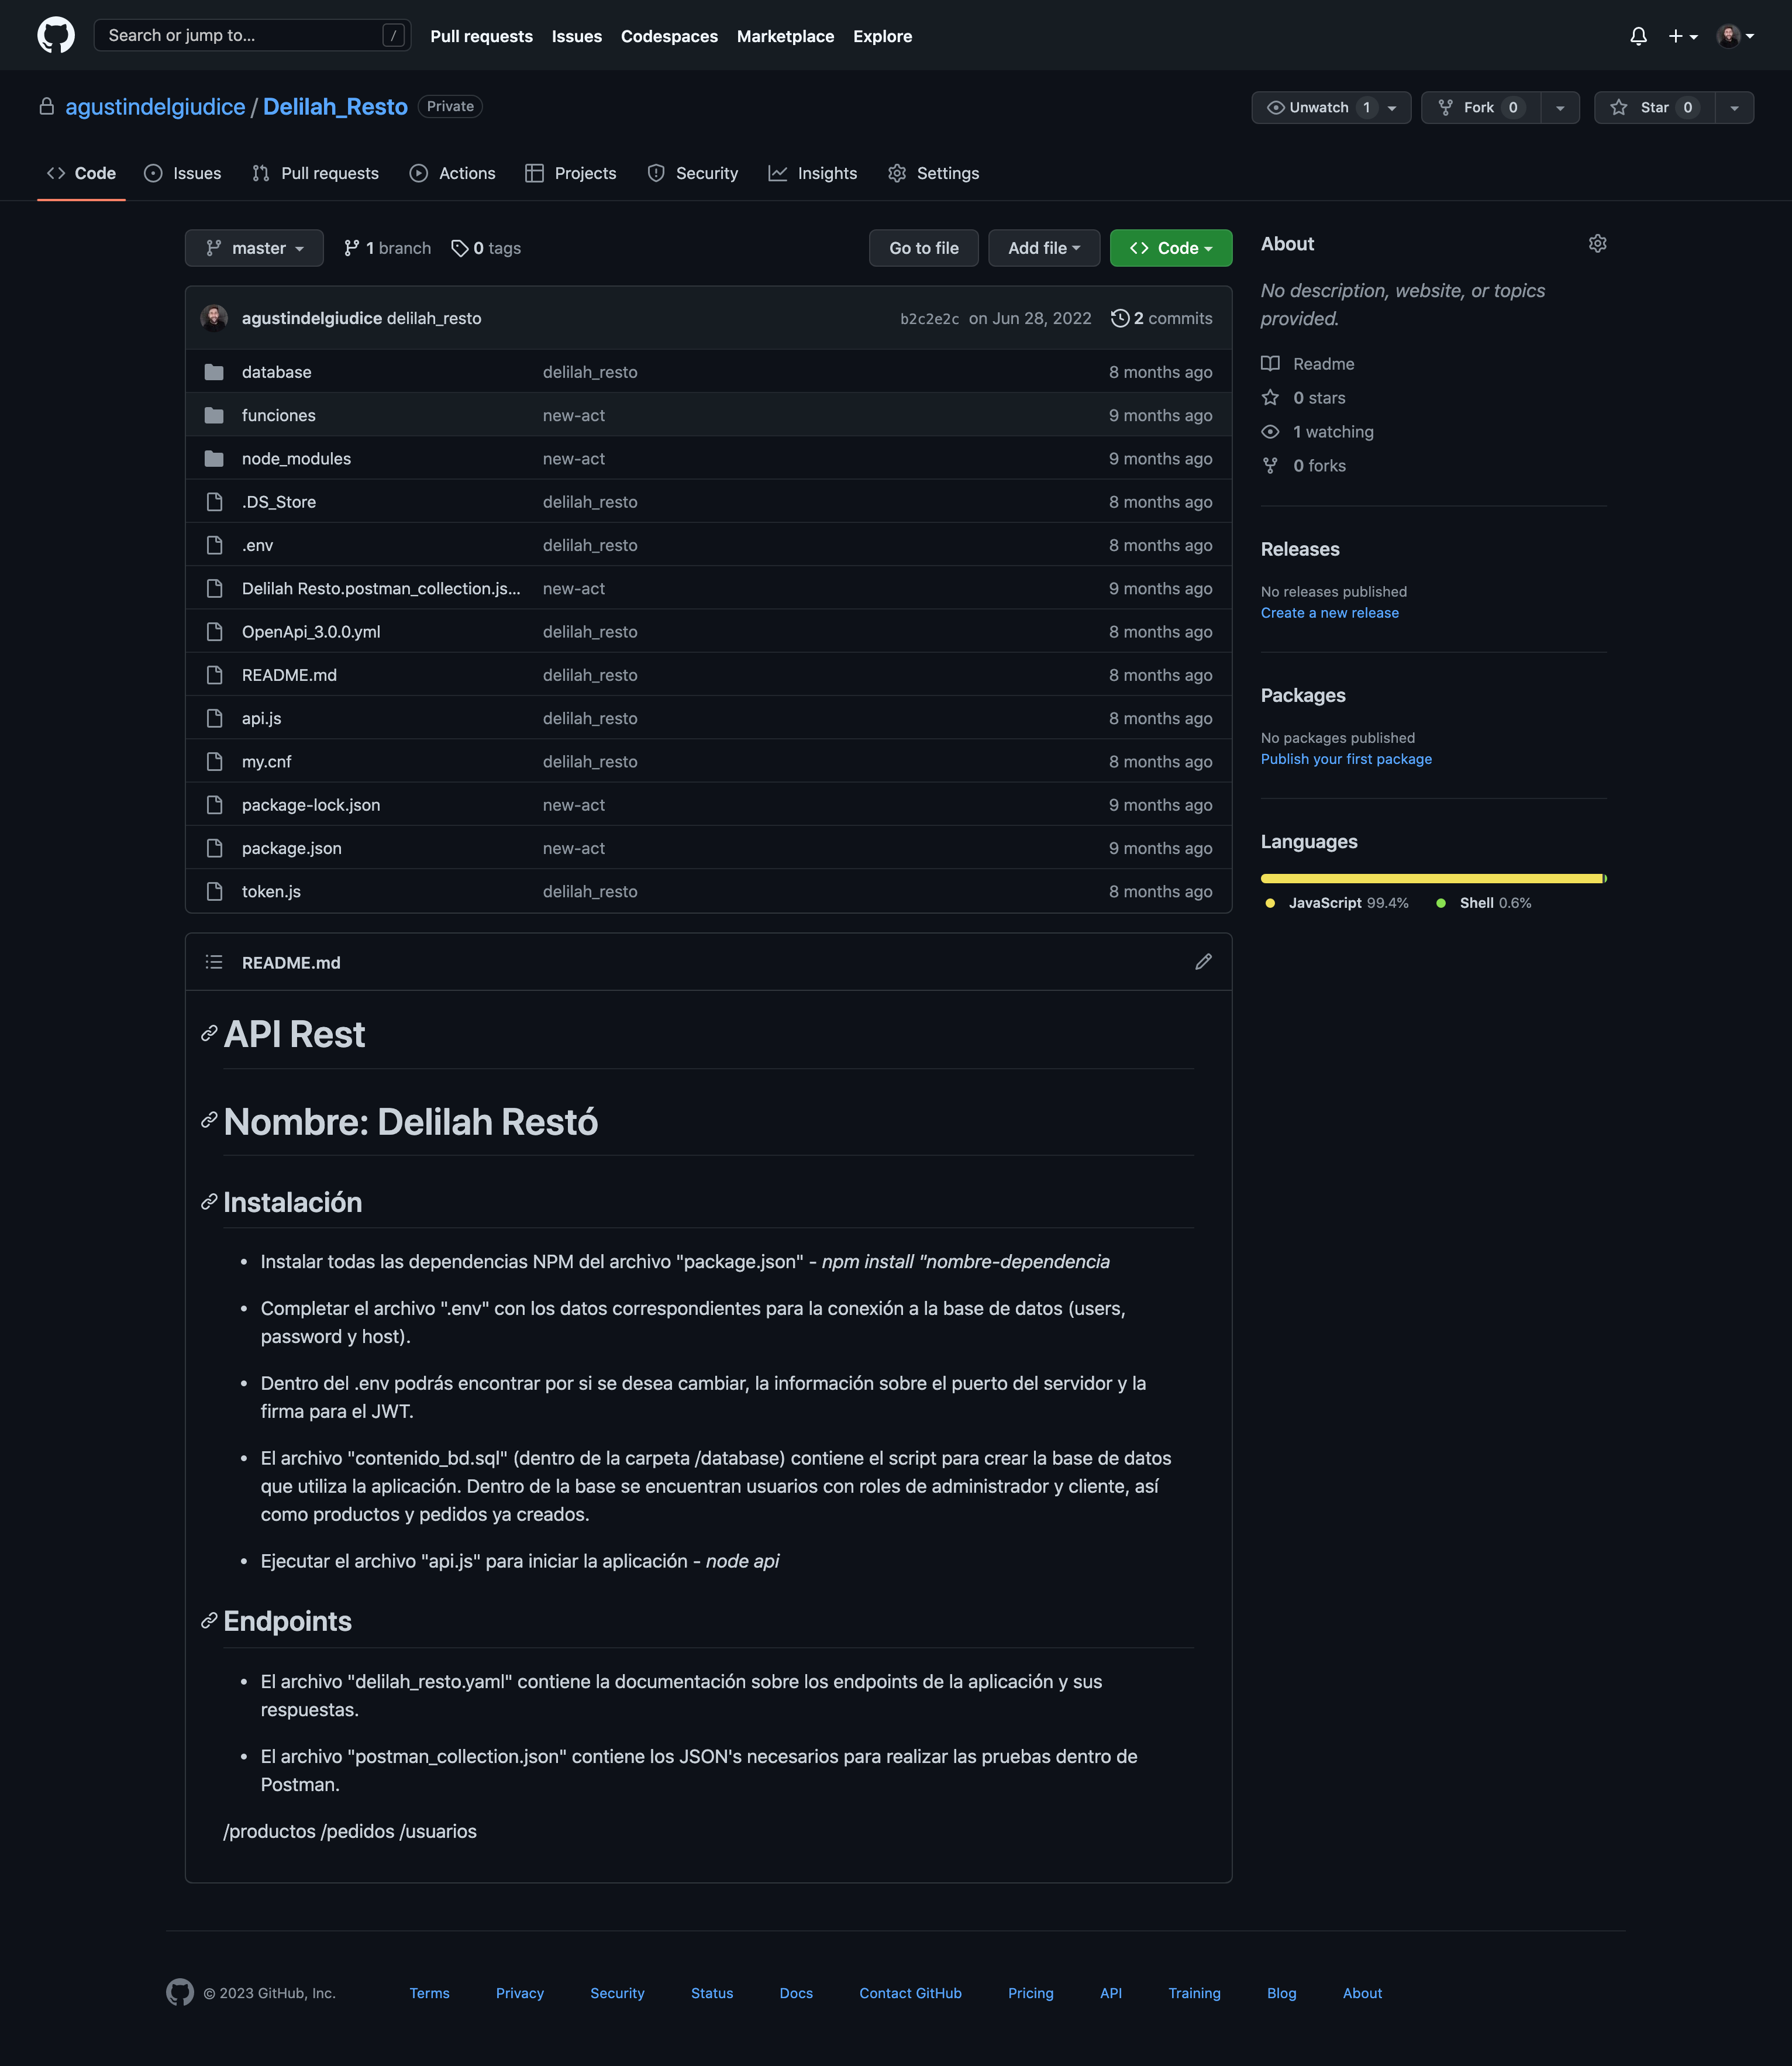 Search or jump to... /
Pull requests Issues Codespaces Marketplace Explore
agustindelgiudice / Delilah_Resto Private
Unwatch 1 Fork 0 Star 0
Code Issues Pull requests Actions Projects Security Insights Settings
master 1 branch 0 tags Go to file Add file Code
agustindelgiudice delilah_resto b2c2e2c on Jun 28, 2022 2 commits
database delilah_resto 8 months ago
funciones new-act 9 months ago
node_modules new-act 9 months ago
.DS_Store delilah_resto 8 months ago
.env delilah_resto 8 months ago
Delilah Resto.postman_collection.js... new-act 9 months ago
OpenApi_3.0.0.yml delilah_resto 8 months ago
README.md delilah_resto 8 months ago
api.js delilah_resto 8 months ago
my.cnf delilah_resto 8 months ago
package-lock.json new-act 9 months ago
package.json new-act 9 months ago
token.js delilah_resto 8 months ago
About
No description, website, or topics
provided.
Readme
0 stars
1 watching
0 forks
Releases
No releases published
Create a new release
Packages
No packages published
Publish your first package
Languages
JavaScript 99.4% Shell 0.6%
README.md
API Rest
Nombre: Delilah Restó
Instalación
• Instalar todas las dependencias NPM del archivo "package.json" - npm install "nombre-dependencia
• Completar el archivo ".env" con los datos correspondientes para la conexión a la base de datos (users,
password y host).
• Dentro del .env podrás encontrar por si se desea cambiar, la información sobre el puerto del servidor y la
firma para el JWT.
• El archivo "contenido_bd.sql" (dentro de la carpeta /database) contiene el script para crear la base de datos
que utiliza la aplicación. Dentro de la base se encuentran usuarios con roles de administrador y cliente, así
como productos y pedidos ya creados.
• Ejecutar el archivo "api.js" para iniciar la aplicación - node api
Endpoints
• El archivo "delilah_resto.yaml" contiene la documentación sobre los endpoints de la aplicación y sus
respuestas.
• El archivo "postman_collection.json" contiene los JSON's necesarios para realizar las pruebas dentro de
Postman.
/productos /pedidos /usuarios
© 2023 GitHub, Inc. Terms Privacy Security Status Docs Contact GitHub Pricing API Training Blog About